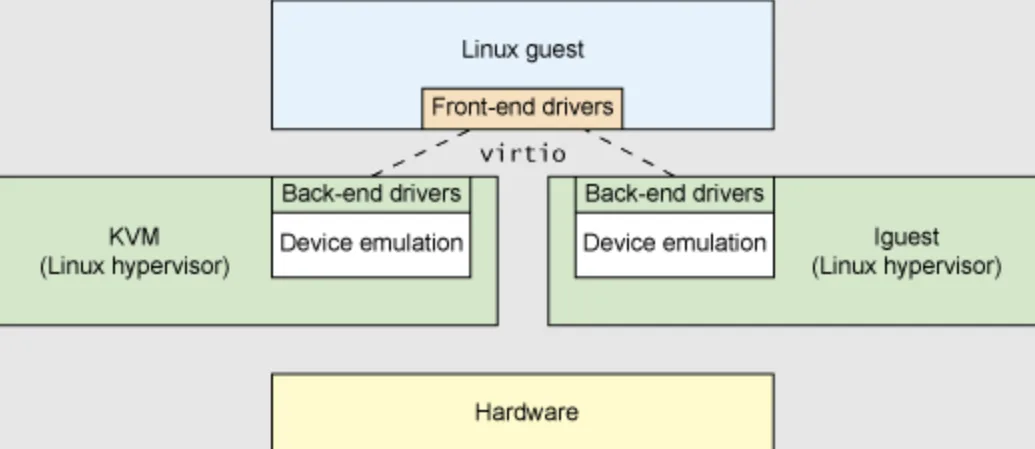 Linux guest
Front-end drivers
virtio
Back-end drivers
Device emulation
KVM
(Linux hypervisor)
Back-end drivers
Device emulation
Iguest
(Linux hypervisor)
Hardware